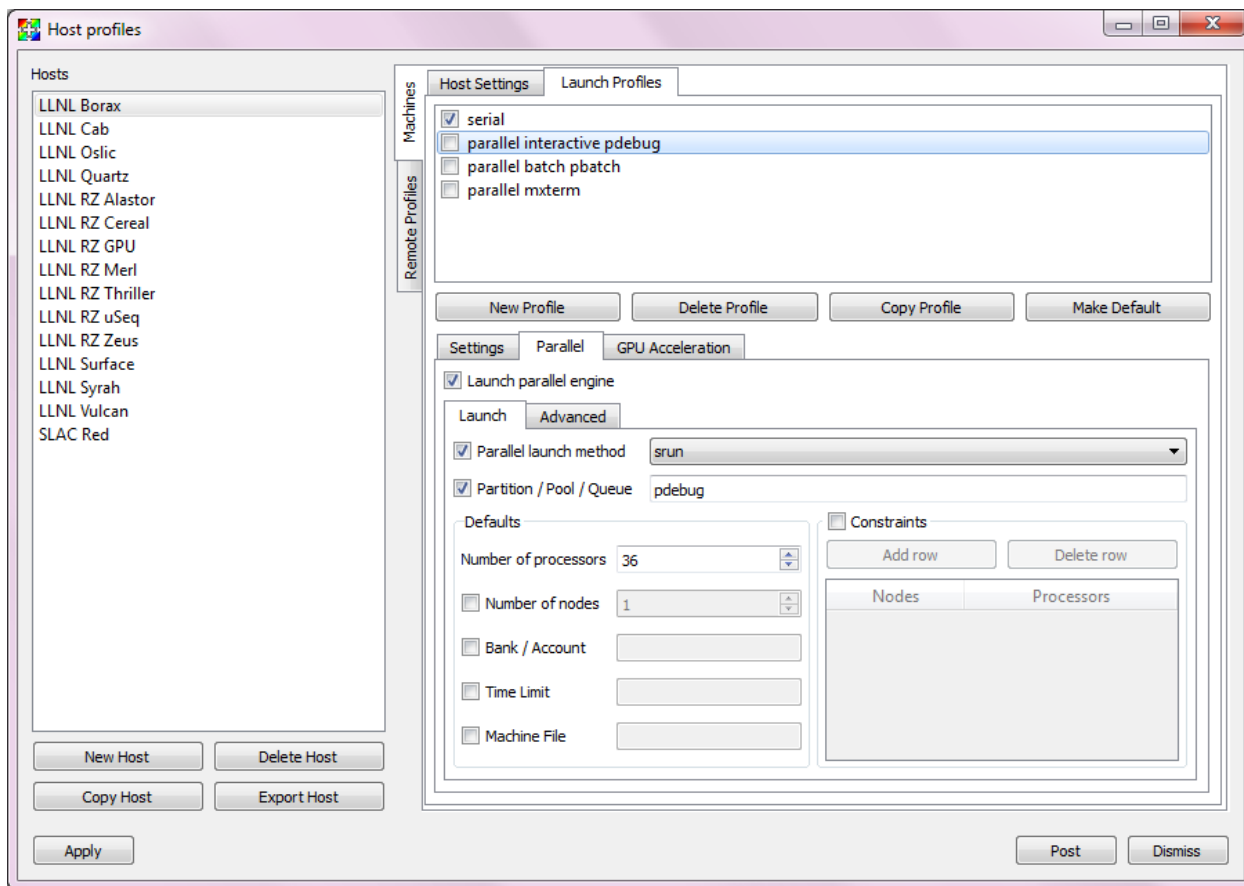 Host profiles
Hosts
LLNL Borax
LLNL Cab
LLNL Oslic
LLNL Quartz
LLNL RZ Alastor
LLNL RZ Cereal
LLNL RZ GPU
LLNL RZ Merl
LLNL RZ Thriller
LLNL RZ uSeq
LLNL RZ Zeus
LLNL Surface
LLNL Syrah
LLNL Vulcan
SLAC Red
New Host Delete Host
Copy Host Export Host
Machines
Remote Profiles
Host Settings Launch Profiles
serial
parallel interactive pdebug
parallel batch pbatch
parallel mxterm
New Profile Delete Profile Copy Profile Make Default
Settings Parallel GPU Acceleration
Launch parallel engine
Launch Advanced
Parallel launch method srun
Partition / Pool / Queue pdebug
Defaults
Number of processors 36
Number of nodes 1
Bank / Account
Time Limit
Machine File
Constraints
Add row Delete row
Nodes Processors
Apply Post Dismiss